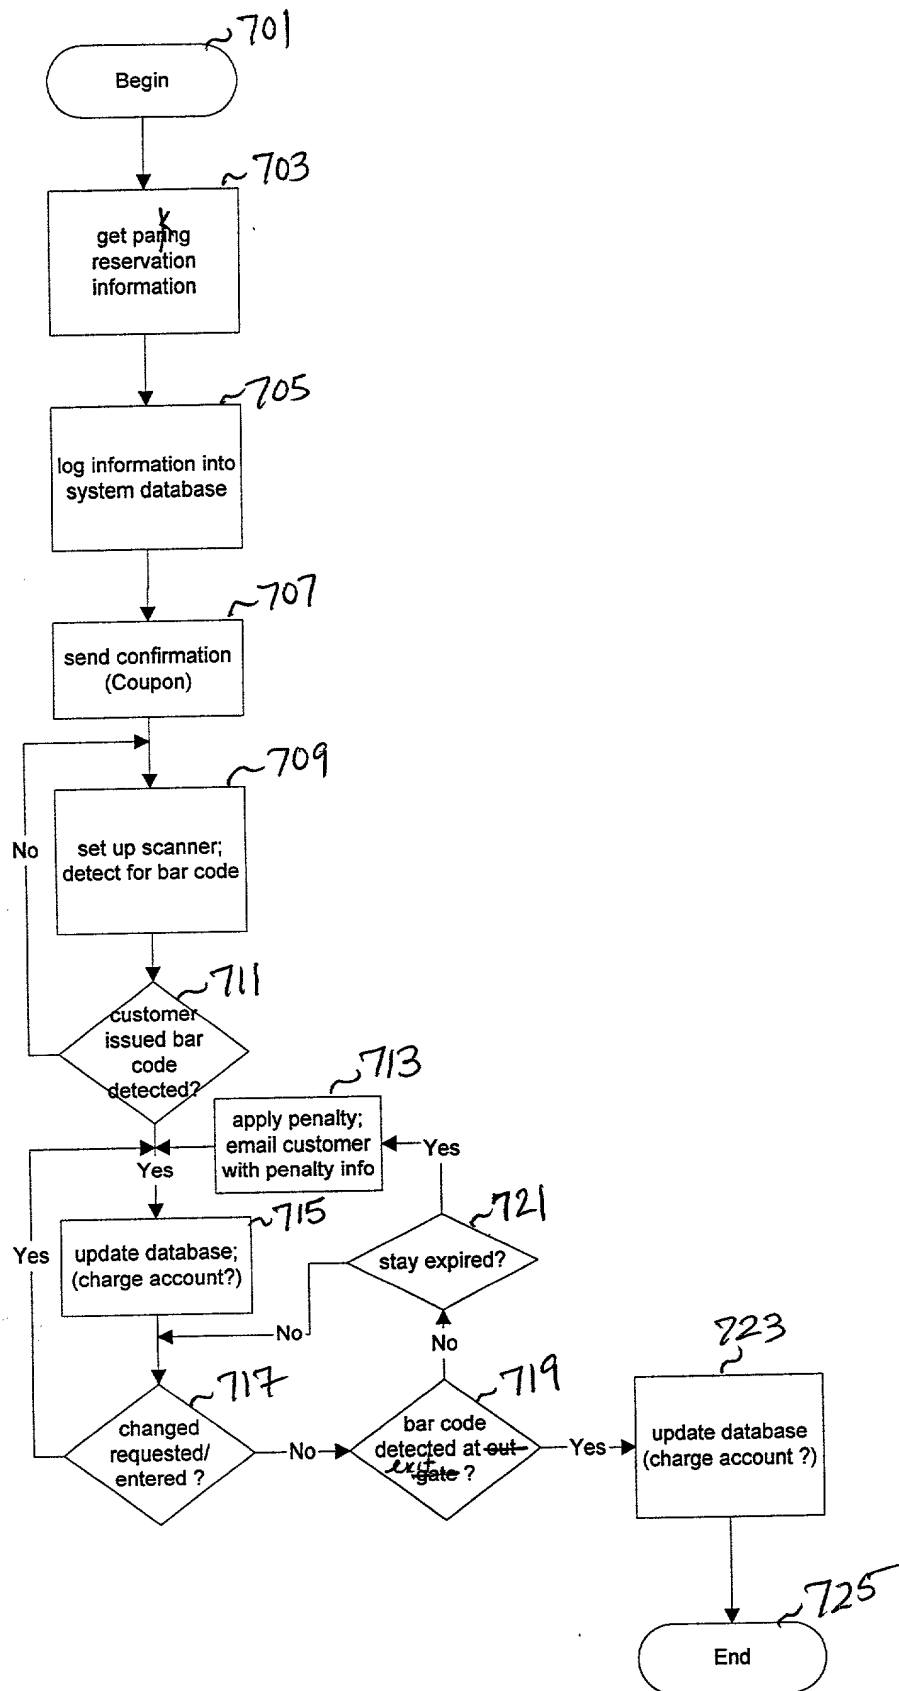 701
Begin
703
get parking
reservation
information
705
log information into
system database
707
send confirmation
(Coupon)
709
No
set up scanner;
detect for bar code
711
customer
issued bar
code
detected?
713
apply penalty;
email customer
with penalty info
Yes
Yes
715
721
Yes
update database;
(charge account?)
stay expired?
No
No
723
717
719
changed
requested/
entered ?
No
bar code
detected at out
exit gate ?
Yes
update database
(charge account ?)
725
End